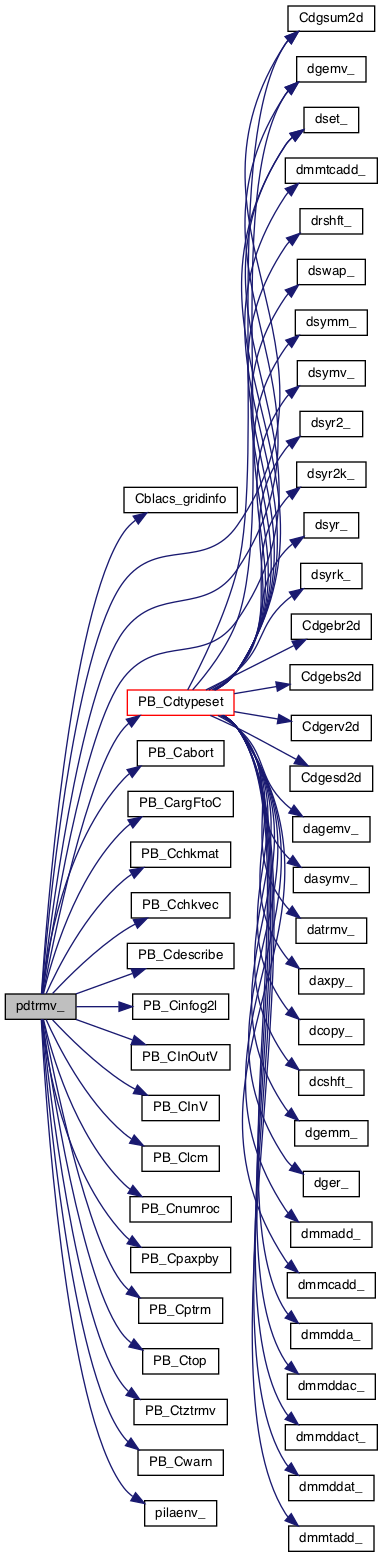 Cdgsum2d
dgemv_
dset_
dmmtcadd_
drshft_
dswap_
dsymm_
dsymv_
dsyr2_
dsyr2k_
Cblacs_gridinfo
dsyr_
dsyrk_
Cdgebr2d
Cdgebs2d
PB_Cdtypeset
Cdgerv2d
PB_Cabort
Cdgesd2d
PB_CargFtoC
dagemv_
PB_Cchkmat
dasymv_
PB_Cchkvec
datrmv_
PB_Cdescribe
daxpy_
pdtrmv_
PB_Cinfog2l
dcopy_
PB_CInOutV
dcshft_
PB_CInV
dgemm_
PB_Clcm
dger_
PB_Cnumroc
dmmadd_
PB_Cpaxpby
dmmcadd_
PB_Cptrm
dmmdda_
PB_Ctop
dmmddac_
PB_Ctztrmv
dmmddact_
PB_Cwarn
dmmddat_
pilaenv_
dmmtadd_